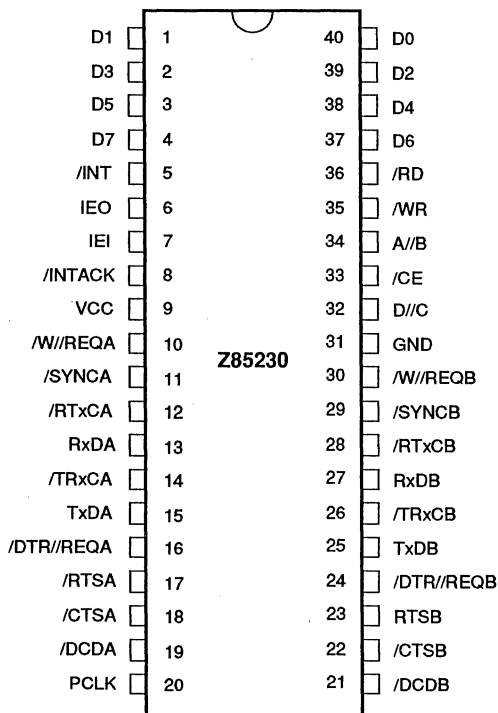 D1 1 40 D0
D3 2 39 D2
D5 3 38 D4
D7 4 37 D6
/INT 5 36 /RD
IEO 6 35 /WR
IEI 7 34 A//B
/INTACK 8 33 /CE
VCC 9 32 D//C
/W//REQA 10 31 GND
Z85230
/SYNCA 11 30 /W//REQB
/RTxCA 12 29 /SYNCB
RxDA 13 28 /RTxCB
/TRxCA 14 27 RxDB
TxDA 15 26 /TRxCB
/DTR//REQA 16 25 TxDB
/RTSA 17 24 /DTR//REQB
/CTSA 18 23 RTSB
/DCDA 19 22 /CTSB
PCLK 20 21 /DCDB